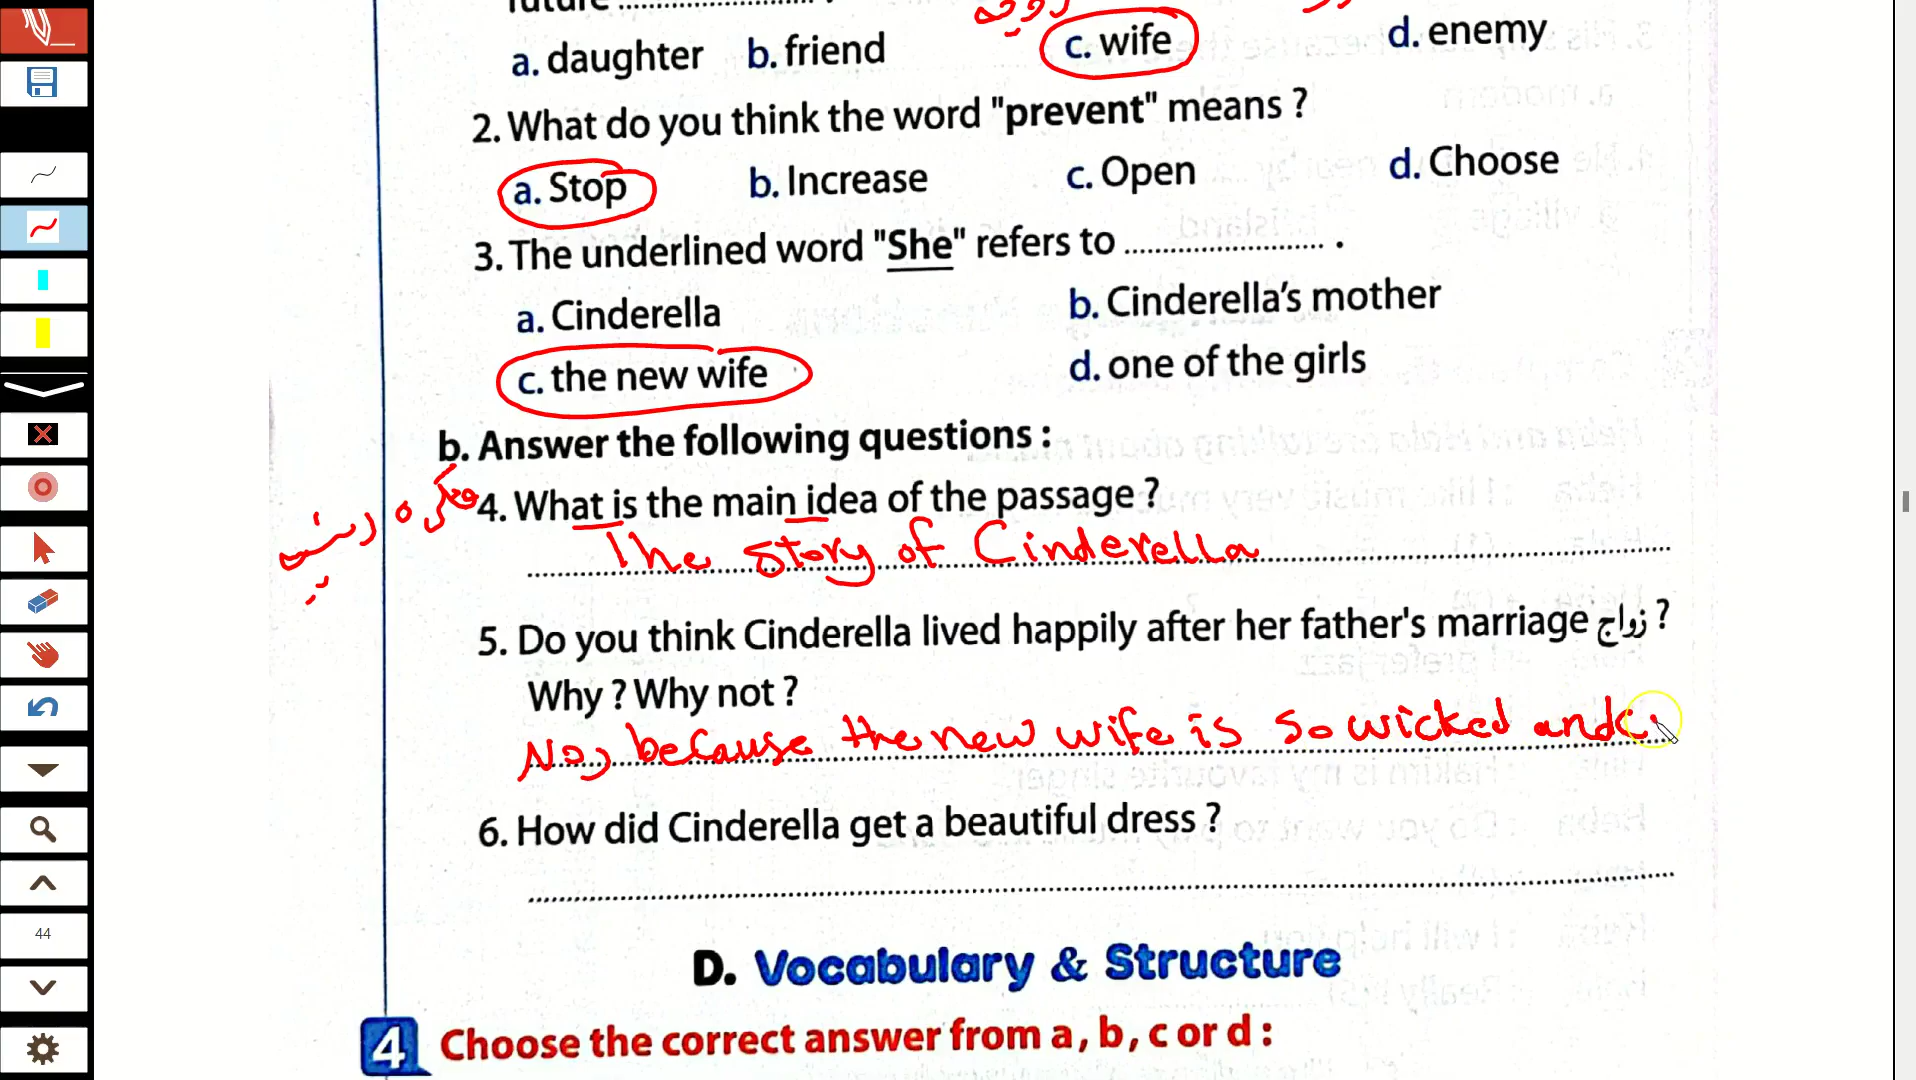 future ........................ .
زوجه
a. daughter b. friend c. wife d. enemy
2. What do you think the word "prevent" means ?
a. Stop b. Increase c. Open d. Choose
3. The underlined word "She" refers to ........................ .
a. Cinderella b. Cinderella's mother
c. the new wife d. one of the girls
b. Answer the following questions :
فكره رئيسيه
4. What is the main idea of the passage ?
The story of Cinderella
5. Do you think Cinderella lived happily after her father's marriage زواج ?
Why ? Why not ?
No, because the new wife is so wicked and
6. How did Cinderella get a beautiful dress ?
D. Vocabulary & Structure
4 Choose the correct answer from a , b , c or d :
44